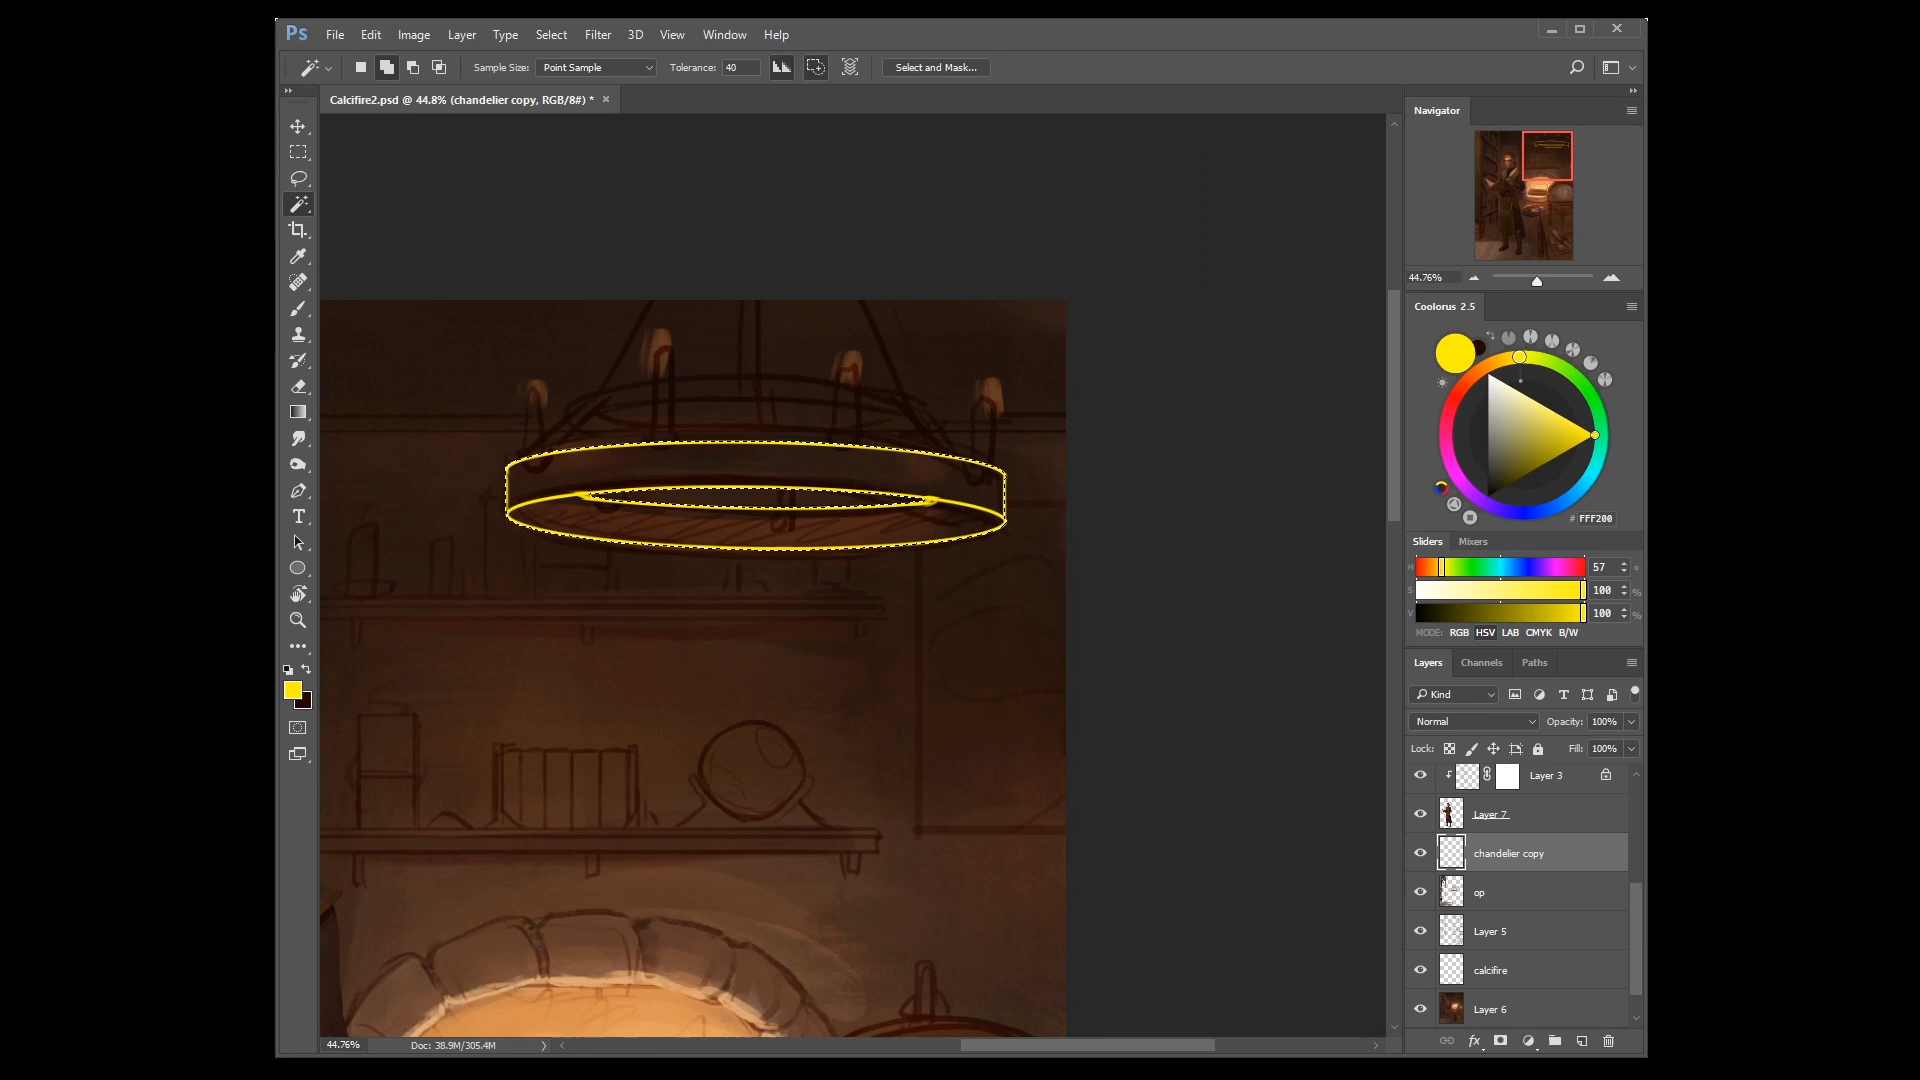 Ps File Edit Image Layer Type Select Filter 3D View Window Help
Sample Size: Point Sample Tolerance: 40 Select and Mask...
Calcifire2.psd @ 44.8% (chandelier copy, RGB/8#) *
Navigator
44.76%
Coolorus 2.5
# FFF200
Sliders Mixers
H 57 °
S 100 %
V 100 %
MODE: RGB HSV LAB CMYK B/W
Layers Channels Paths
Kind
Normal Opacity: 100%
Lock: Fill: 100%
Layer 3
Layer 7
chandelier copy
op
Layer 5
calcifire
Layer 6
fx
44.76% Doc: 38.9M/305.4M